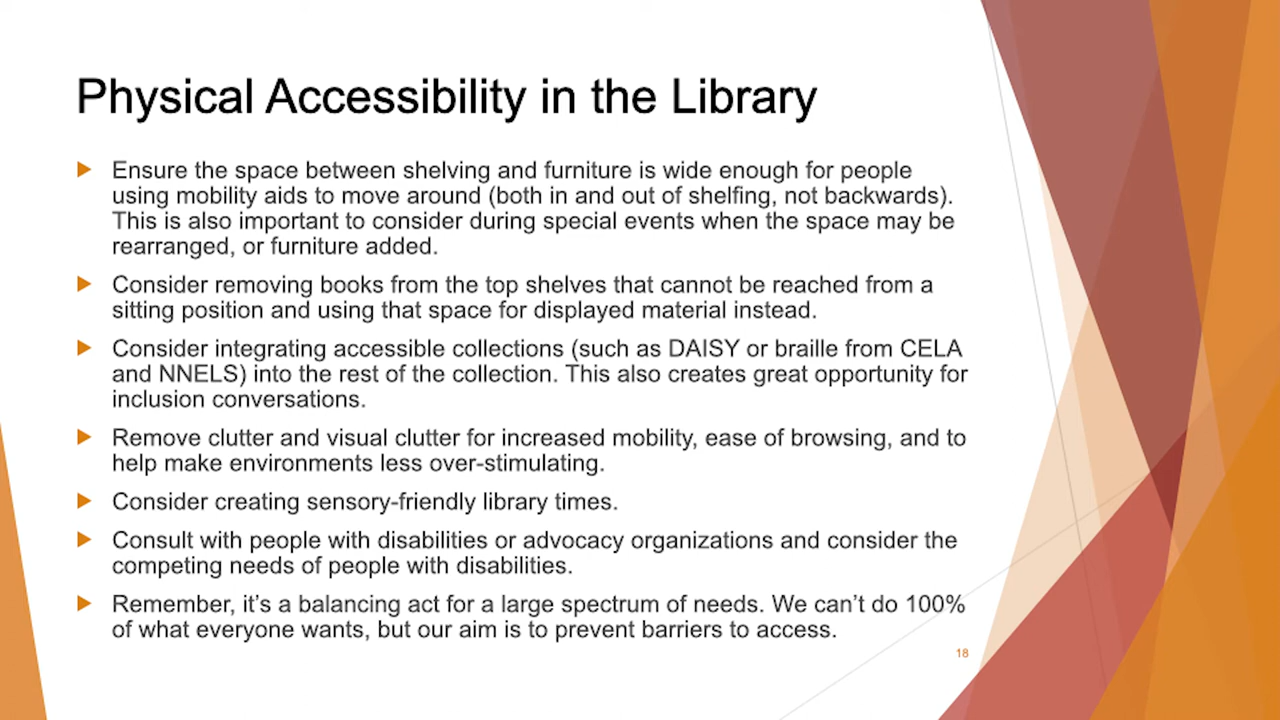 Physical Accessibility in the Library
Ensure the space between shelving and furniture is wide enough for people
using mobility aids to move around (both in and out of shelfing, not backwards).
This is also important to consider during special events when the space may be
rearranged, or furniture added.
Consider removing books from the top shelves that cannot be reached from a
sitting position and using that space for displayed material instead.
Consider integrating accessible collections (such as DAISY or braille from CELA
and NNELS) into the rest of the collection. This also creates great opportunity for
inclusion conversations.
Remove clutter and visual clutter for increased mobility, ease of browsing, and to
help make environments less over-stimulating.
Consider creating sensory-friendly library times.
Consult with people with disabilities or advocacy organizations and consider the
competing needs of people with disabilities.
Remember, it’s a balancing act for a large spectrum of needs. We can’t do 100%
of what everyone wants, but our aim is to prevent barriers to access.
18